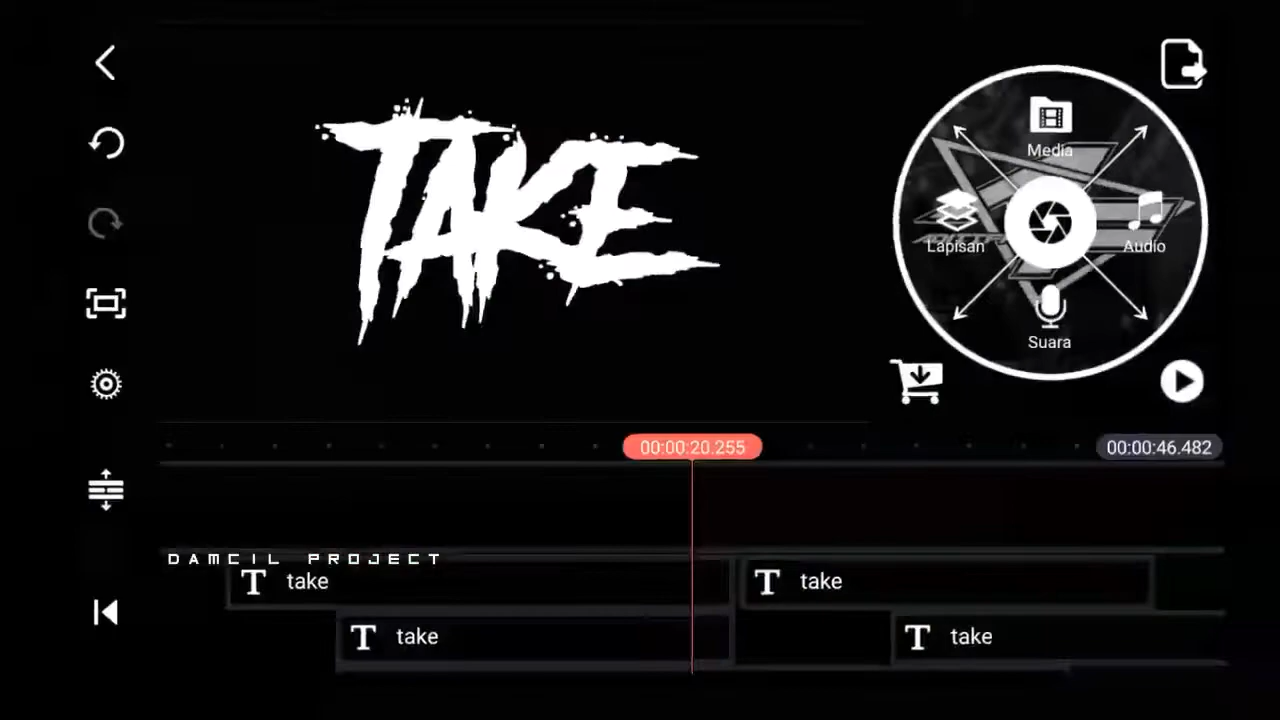 TAKE
Media
Lapisan
Audio
Suara
00:00:20.255
00:00:46.482
DAMCIL PROJECT
T take
T take
T take
T take